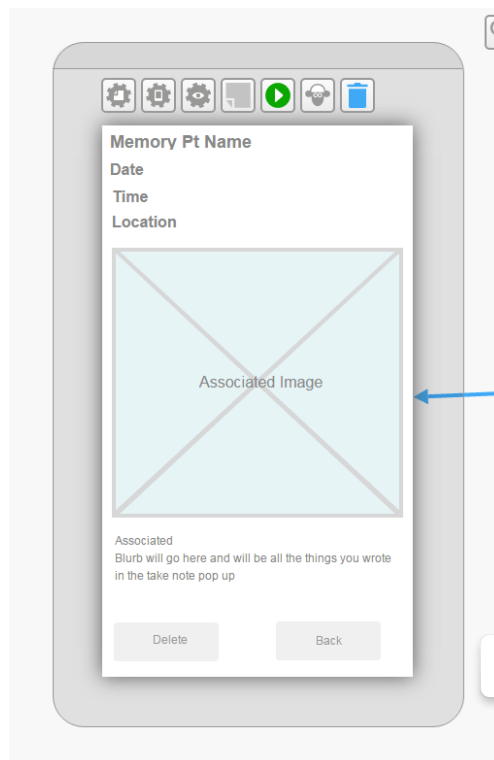 Memory Pt Name
Date
Time
Location
Associated Image
Associated
Blurb will go here and will be all the things you wrote
in the take note pop up
Delete
Back